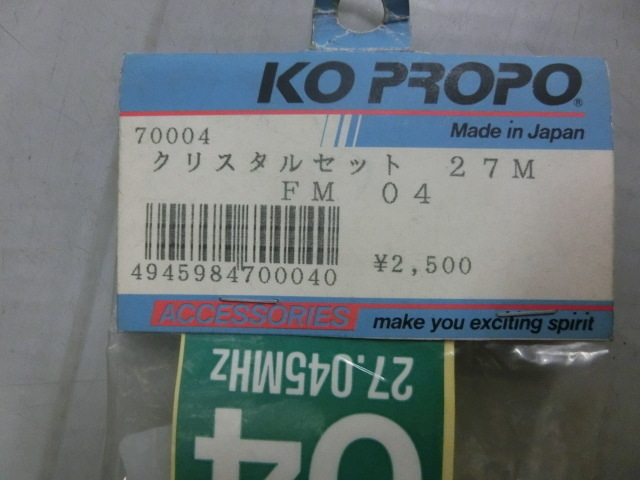 KO PROPO®
Made in Japan
70004
クリスタルセット 27M
FM 04
4945984700040
¥2,500
ACCESSORIES make you exciting spirit
27.045MHz
04